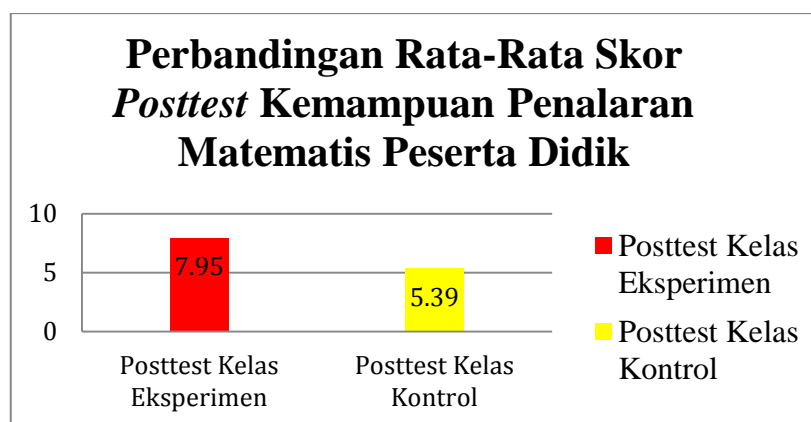 Perbandingan Rata-Rata Skor
Posttest Kemampuan Penalaran
Matematis Peserta Didik
10
5
0
7.95
5.39
Posttest Kelas
Eksperimen
Posttest Kelas
Kontrol
Posttest Kelas
Eksperimen
Posttest Kelas
Kontrol